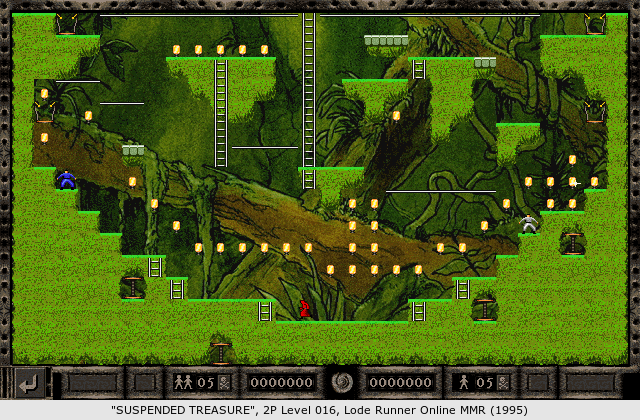 05 0000000 0000000 05
"SUSPENDED TREASURE", 2P Level 016, Lode Runner Online MMR (1995)